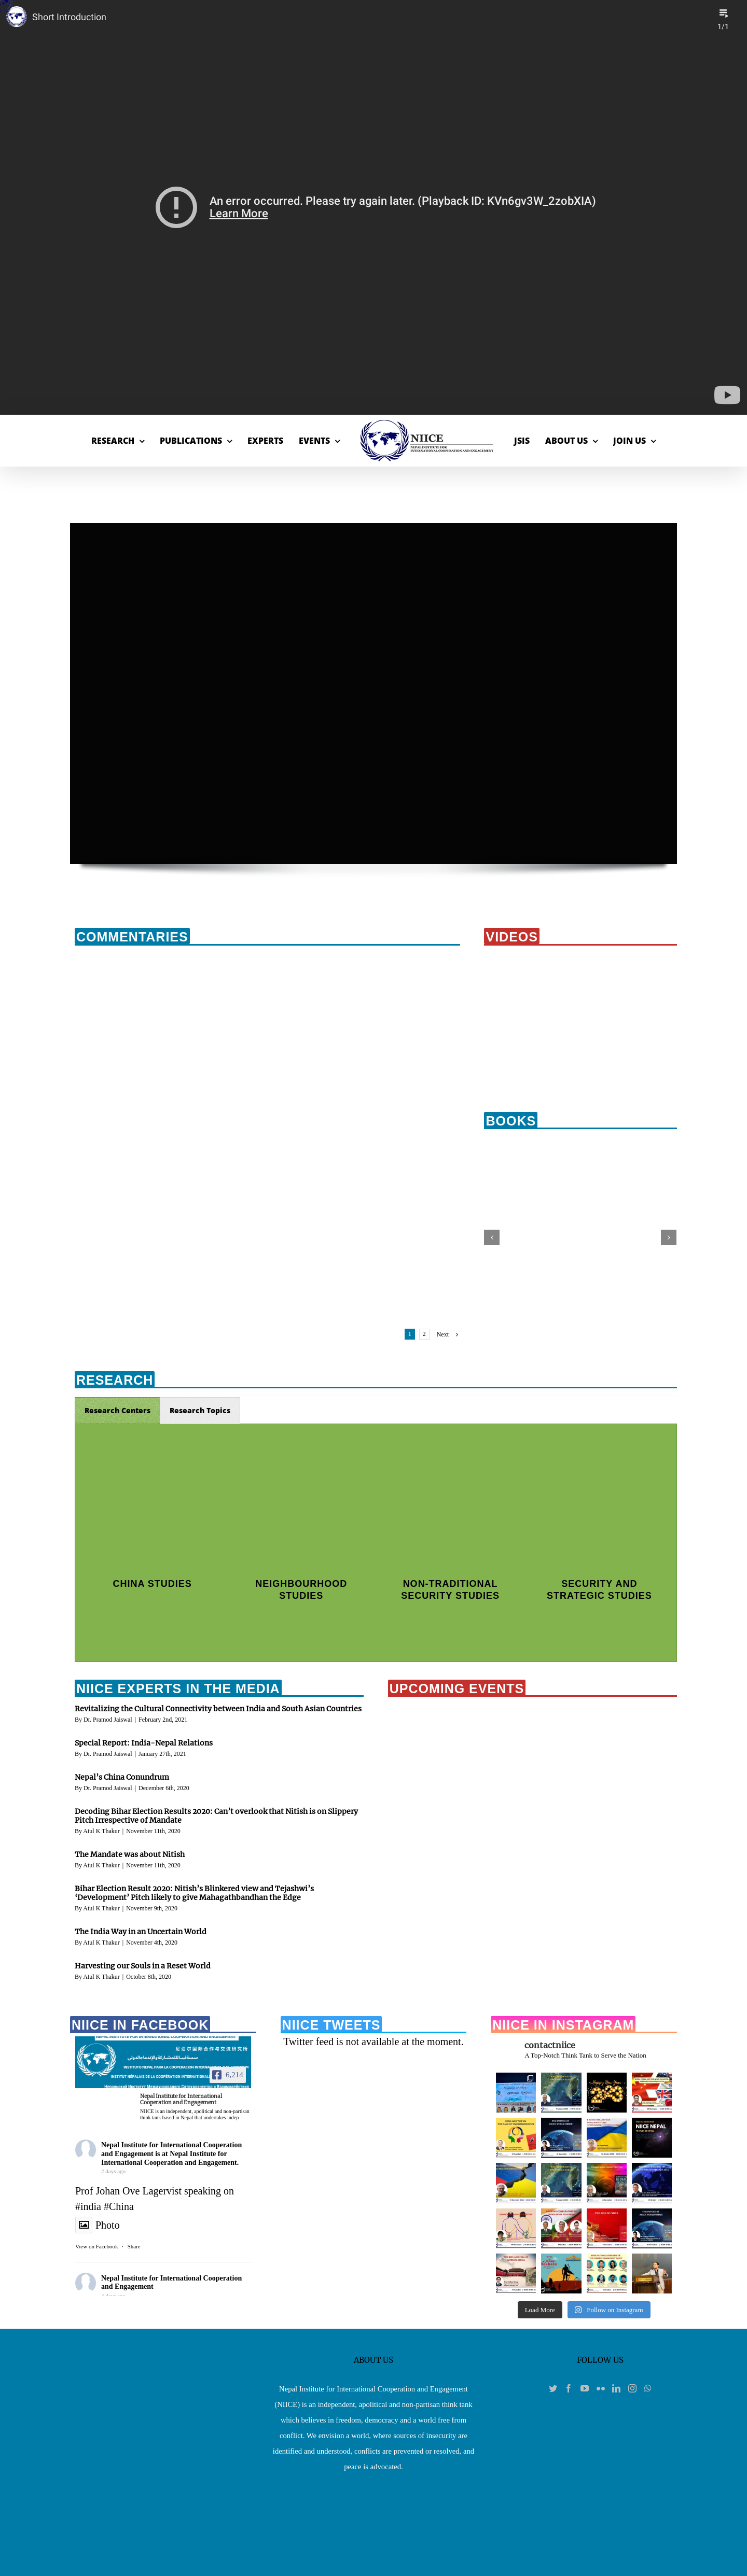 Short Introduction
1/1
An error occurred. Please try again later. (Playback ID: KVn6gv3W_2zobXIA)
Learn More
RESEARCH
PUBLICATIONS
EXPERTS
EVENTS
NIICE
NEPAL INSTITUTE FOR
INTERNATIONAL COOPERATION AND ENGAGEMENT
JSIS
ABOUT US
JOIN US
COMMENTARIES
VIDEOS
BOOKS
1 2 Next
RESEARCH
Research Centers
Research Topics
CHINA STUDIES
NEIGHBOURHOOD
STUDIES
NON-TRADITIONAL
SECURITY STUDIES
SECURITY AND
STRATEGIC STUDIES
NIICE EXPERTS IN THE MEDIA
Revitalizing the Cultural Connectivity between India and South Asian Countries
By Dr. Pramod Jaiswal | February 2nd, 2021
Special Report: India-Nepal Relations
By Dr. Pramod Jaiswal | January 27th, 2021
Nepal's China Conundrum
By Dr. Pramod Jaiswal | December 6th, 2020
Decoding Bihar Election Results 2020: Can't overlook that Nitish is on Slippery
Pitch Irrespective of Mandate
By Atul K Thakur | November 11th, 2020
The Mandate was about Nitish
By Atul K Thakur | November 11th, 2020
Bihar Election Result 2020: Nitish's Blinkered view and Tejashwi's
'Development' Pitch likely to give Mahagathbandhan the Edge
By Atul K Thakur | November 9th, 2020
The India Way in an Uncertain World
By Atul K Thakur | November 4th, 2020
Harvesting our Souls in a Reset World
By Atul K Thakur | October 8th, 2020
UPCOMING EVENTS
NIICE IN FACEBOOK
6,214
Nepal Institute for International
Cooperation and Engagement
NIICE is an independent, apolitical and non-partisan
think tank based in Nepal that undertakes indep
Nepal Institute for International Cooperation
and Engagement is at Nepal Institute for
International Cooperation and Engagement.
2 days ago
Prof Johan Ove Lagervist speaking on
#india #China
Photo
View on Facebook · Share
Nepal Institute for International Cooperation
and Engagement
NIICE TWEETS
Twitter feed is not available at the moment.
NIICE IN INSTAGRAM
contactniice
A Top-Notch Think Tank to Serve the Nation
NIICE NEPAL
Load More
Follow on Instagram
ABOUT US
Nepal Institute for International Cooperation and Engagement
(NIICE) is an independent, apolitical and non-partisan think tank
which believes in freedom, democracy and a world free from
conflict. We envision a world, where sources of insecurity are
identified and understood, conflicts are prevented or resolved, and
peace is advocated.
FOLLOW US